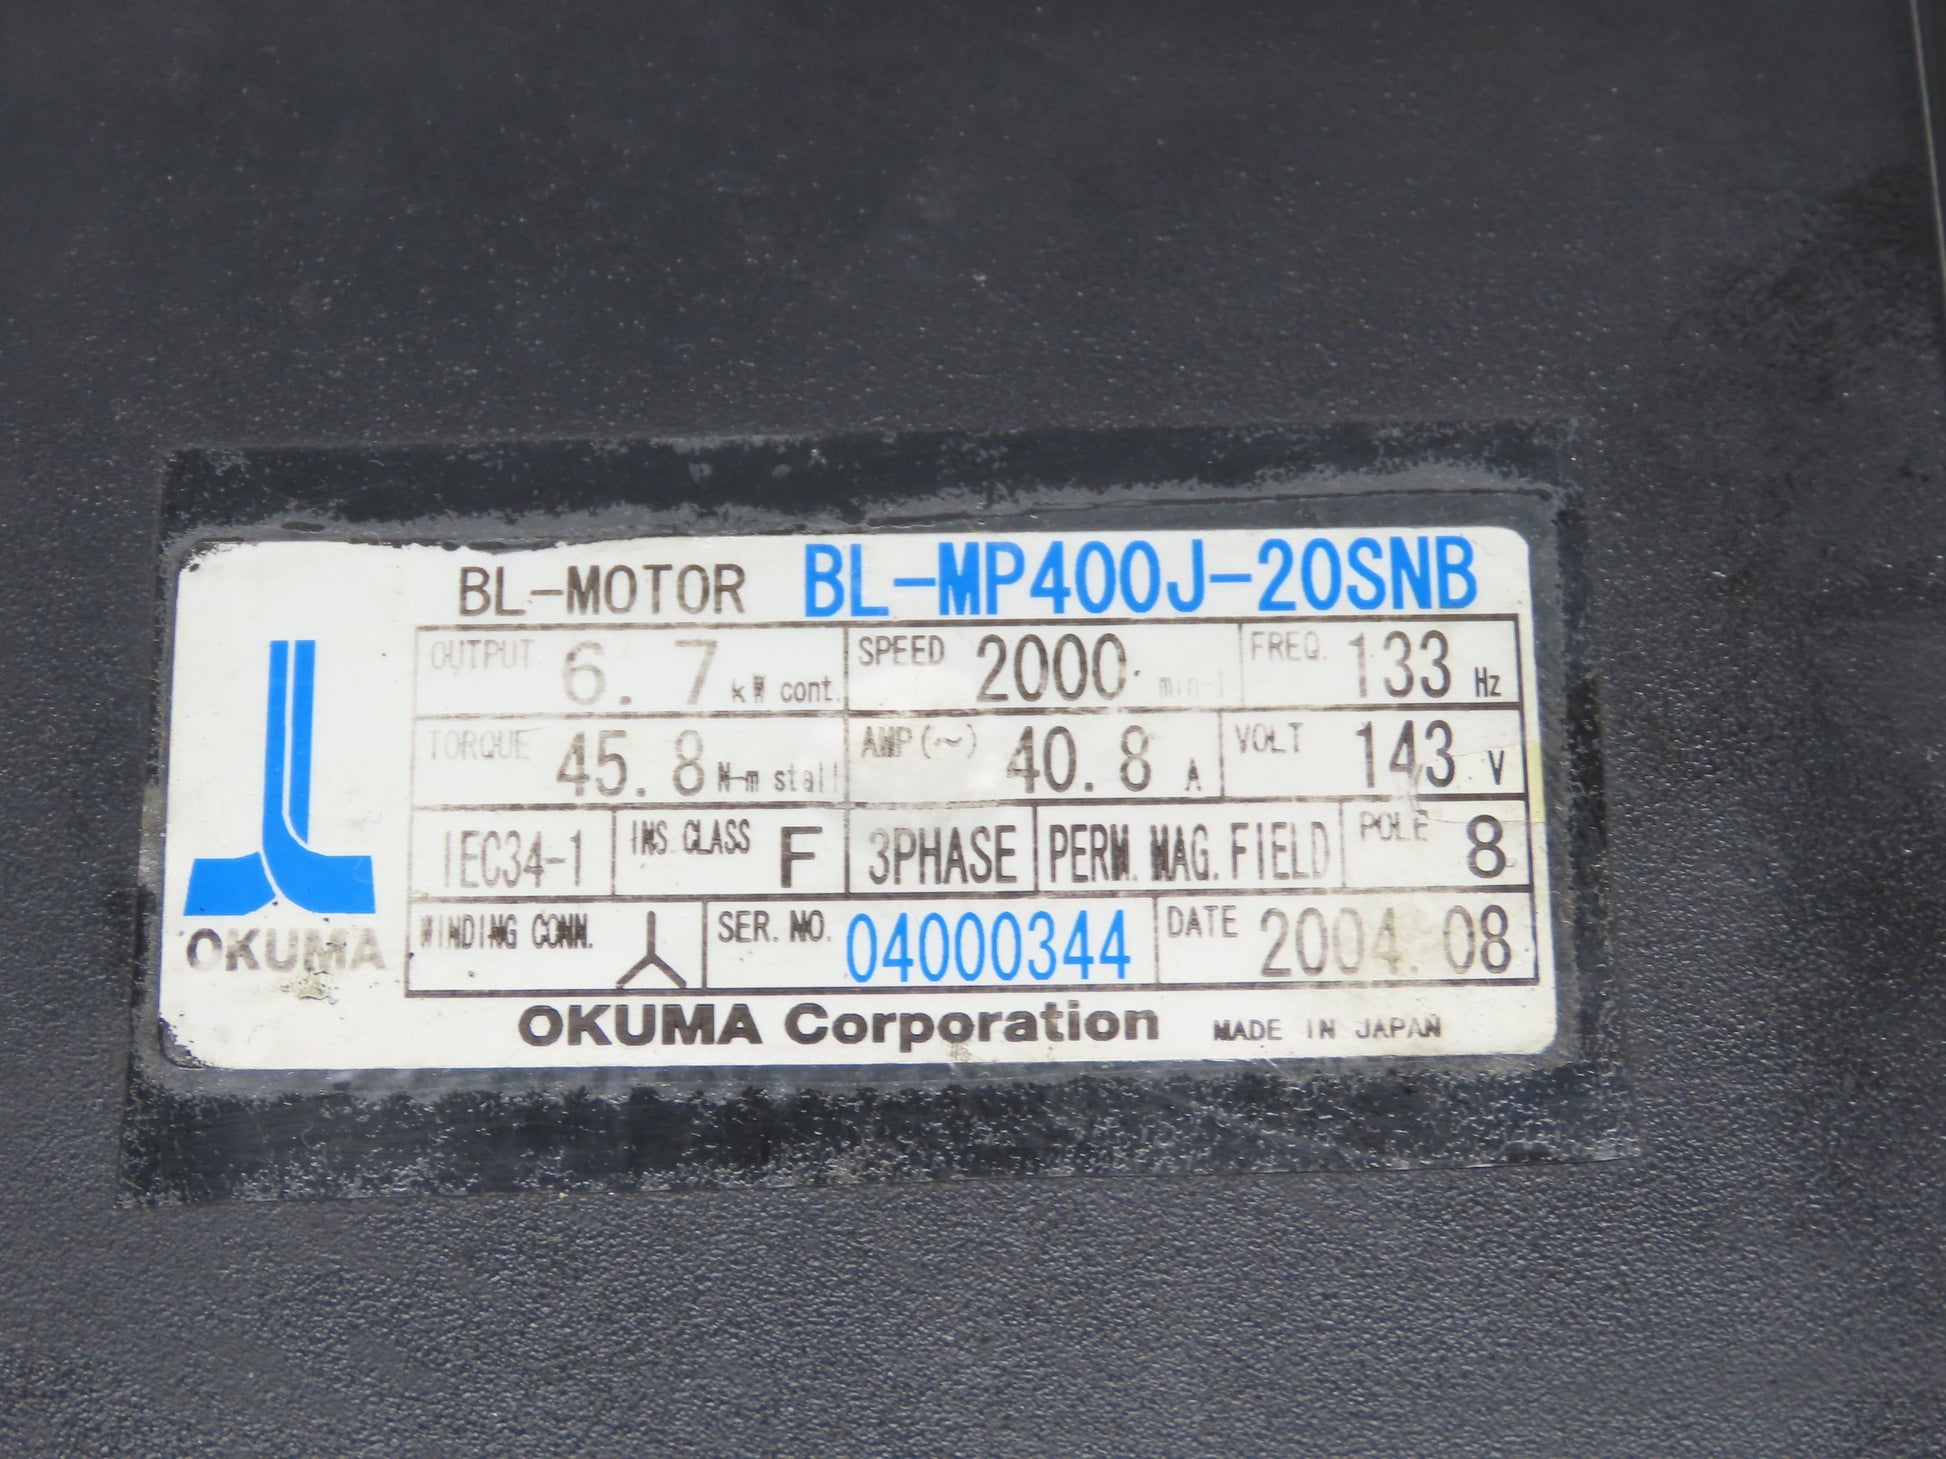 BL-MOTOR BL-MP400J-20SNB
OUTPUT 6.7 kW cont. SPEED 2000 min-1 FREQ. 133 Hz
TORQUE 45.8 N-m stall AMP(~) 40.8 A VOLT 143 V
IEC34-1 INS.CLASS F 3PHASE PERM. MAG. FIELD POLE 8
WINDING CONN. SER. NO. 04000344 DATE 2004.08
OKUMA
OKUMA Corporation MADE IN JAPAN